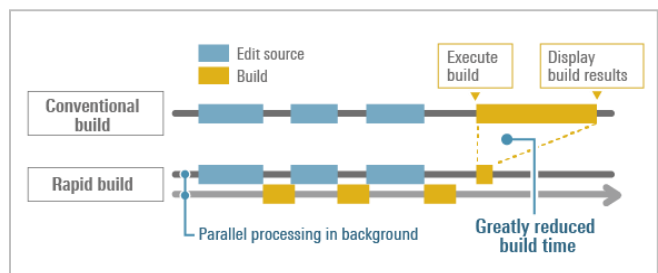 Edit source
Build
Execute
build
Display
build results
Conventional
build
Rapid build
Parallel processing in background
Greatly reduced
build time